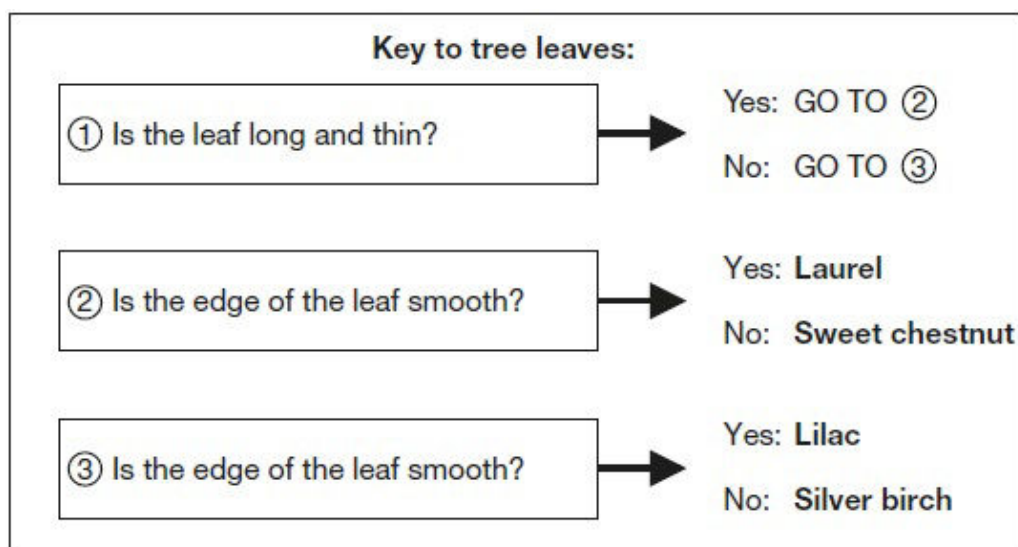 Key to tree leaves:
① Is the leaf long and thin?
Yes: GO TO ②
No: GO TO ③
② Is the edge of the leaf smooth?
Yes: Laurel
No: Sweet chestnut
③ Is the edge of the leaf smooth?
Yes: Lilac
No: Silver birch